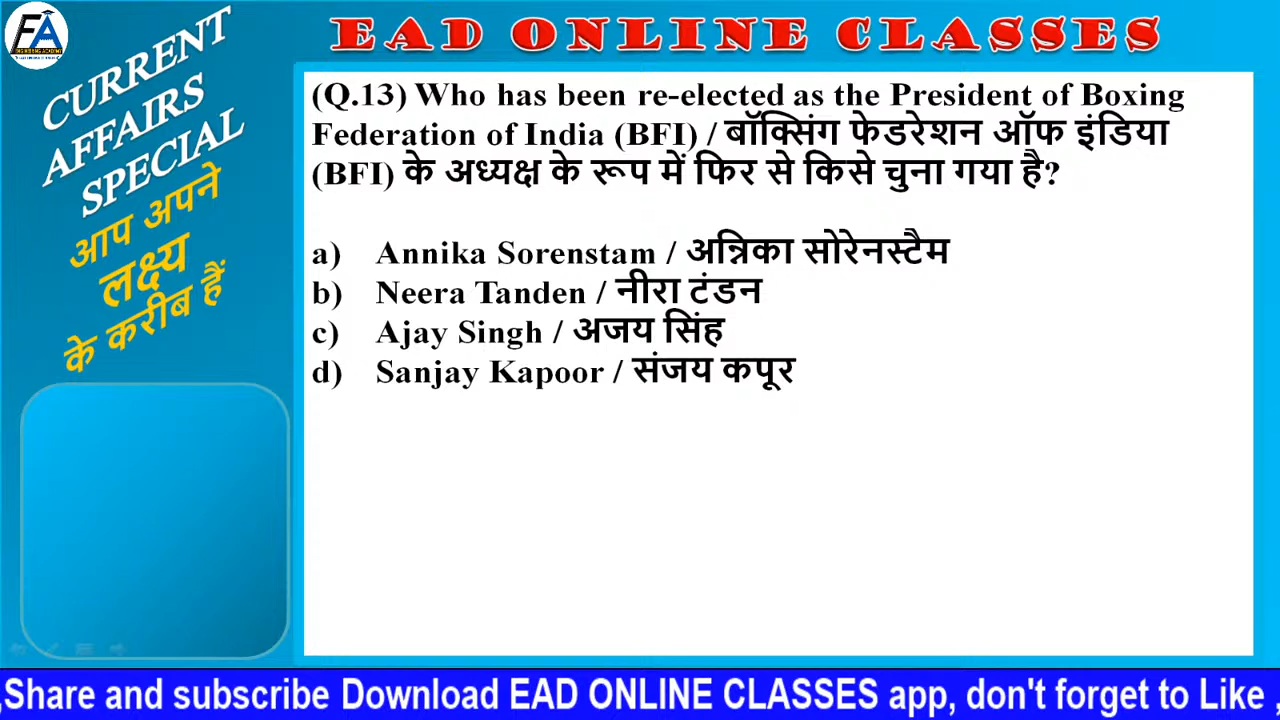 FA
ENGINEERING ACADEMY
EAD ONLINE CLASSES
CURRENT
AFFAIRS
SPECIAL
आप अपने
लक्ष्य
के करीब हैं
(Q.13) Who has been re-elected as the President of Boxing
Federation of India (BFI) / बॉक्सिंग फेडरेशन ऑफ इंडिया
(BFI) के अध्यक्ष के रूप में फिर से किसे चुना गया है?
a) Annika Sorenstam / अन्निका सोरेनस्टैम
b) Neera Tanden / नीरा टंडन
c) Ajay Singh / अजय सिंह
d) Sanjay Kapoor / संजय कपूर
,Share and subscribe Download EAD ONLINE CLASSES app, don't forget to Like ,